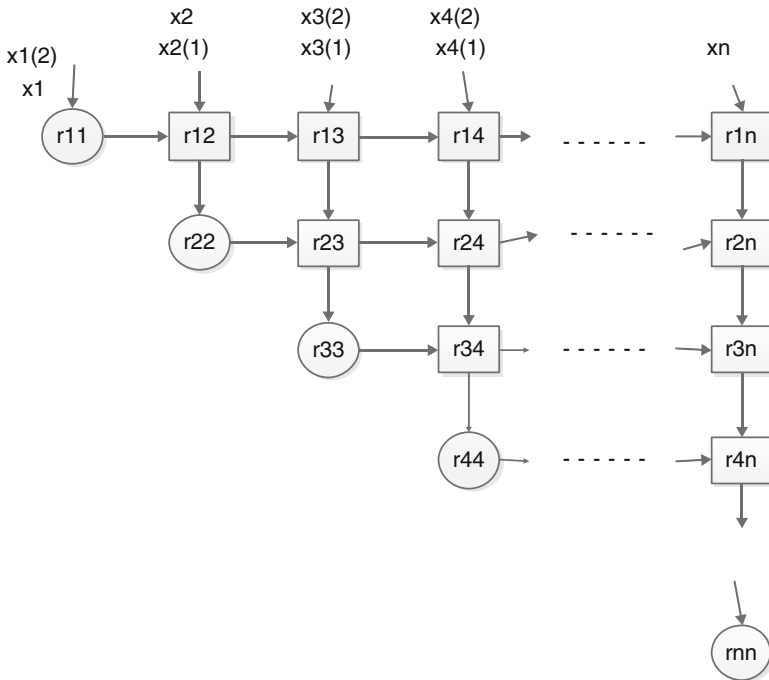 x1(2)
x1
x2
x2(1)
x3(2)
x3(1)
x4(2)
x4(1)
xn
r11
r12
r13
r14
- - - - - -
r1n
r22
r23
r24
- - - - - -
r2n
r33
r34
- - - - - -
r3n
r44
- - - - - -
r4n
rnn